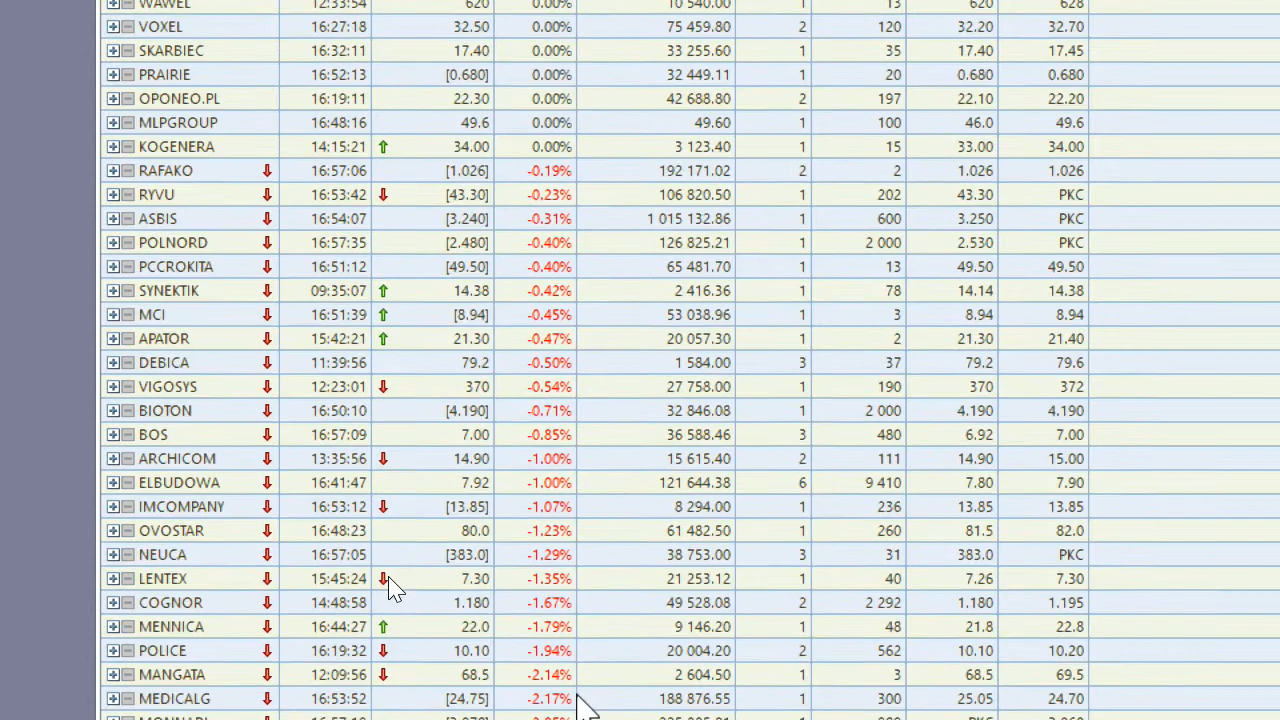 WAWEL 12:33:54 620 0.00% 10 540.00 1 13 620 628
VOXEL 16:27:18 32.50 0.00% 75 459.80 2 120 32.20 32.70
SKARBIEC 16:32:11 17.40 0.00% 33 255.60 1 35 17.40 17.45
PRAIRIE 16:52:13 [0.680] 0.00% 32 449.11 1 20 0.680 0.680
OPONEO.PL 16:19:11 22.30 0.00% 42 688.80 2 197 22.10 22.20
MLPGROUP 16:48:16 49.6 0.00% 49.60 1 100 46.0 49.6
KOGENERA 14:15:21 34.00 0.00% 3 123.40 1 15 33.00 34.00
RAFAKO 16:57:06 [1.026] -0.19% 192 171.02 2 2 1.026 1.026
RYVU 16:53:42 [43.30] -0.23% 106 820.50 1 202 43.30 PKC
ASBIS 16:54:07 [3.240] -0.31% 1 015 132.86 1 600 3.250 PKC
POLNORD 16:57:35 [2.480] -0.40% 126 825.21 1 2 000 2.530 PKC
PCCROKITA 16:51:12 [49.50] -0.40% 65 481.70 1 13 49.50 49.50
SYNEKTIK 09:35:07 14.38 -0.42% 2 416.36 1 78 14.14 14.38
MCI 16:51:39 [8.94] -0.45% 53 038.96 1 3 8.94 8.94
APATOR 15:42:21 21.30 -0.47% 20 057.30 1 2 21.30 21.40
DEBICA 11:39:56 79.2 -0.50% 1 584.00 3 37 79.2 79.6
VIGOSYS 12:23:01 370 -0.54% 27 758.00 1 190 370 372
BIOTON 16:50:10 [4.190] -0.71% 32 846.08 1 2 000 4.190 4.190
BOS 16:57:09 7.00 -0.85% 36 588.46 3 480 6.92 7.00
ARCHICOM 13:35:56 14.90 -1.00% 15 615.40 2 111 14.90 15.00
ELBUDOWA 16:41:47 7.92 -1.00% 121 644.38 6 9 410 7.80 7.90
IMCOMPANY 16:53:12 [13.85] -1.07% 8 294.00 1 236 13.85 13.85
OVOSTAR 16:48:23 80.0 -1.23% 61 482.50 1 260 81.5 82.0
NEUCA 16:57:05 [383.0] -1.29% 38 753.00 3 31 383.0 PKC
LENTEX 15:45:24 7.30 -1.35% 21 253.12 1 40 7.26 7.30
COGNOR 14:48:58 1.180 -1.67% 49 528.08 2 2 292 1.180 1.195
MENNICA 16:44:27 22.0 -1.79% 9 146.20 1 48 21.8 22.8
POLICE 16:19:32 10.10 -1.94% 20 004.20 2 562 10.10 10.20
MANGATA 12:09:56 68.5 -2.14% 2 604.50 1 3 68.5 69.5
MEDICALG 16:53:52 [24.75] -2.17% 188 876.55 1 300 25.05 24.70